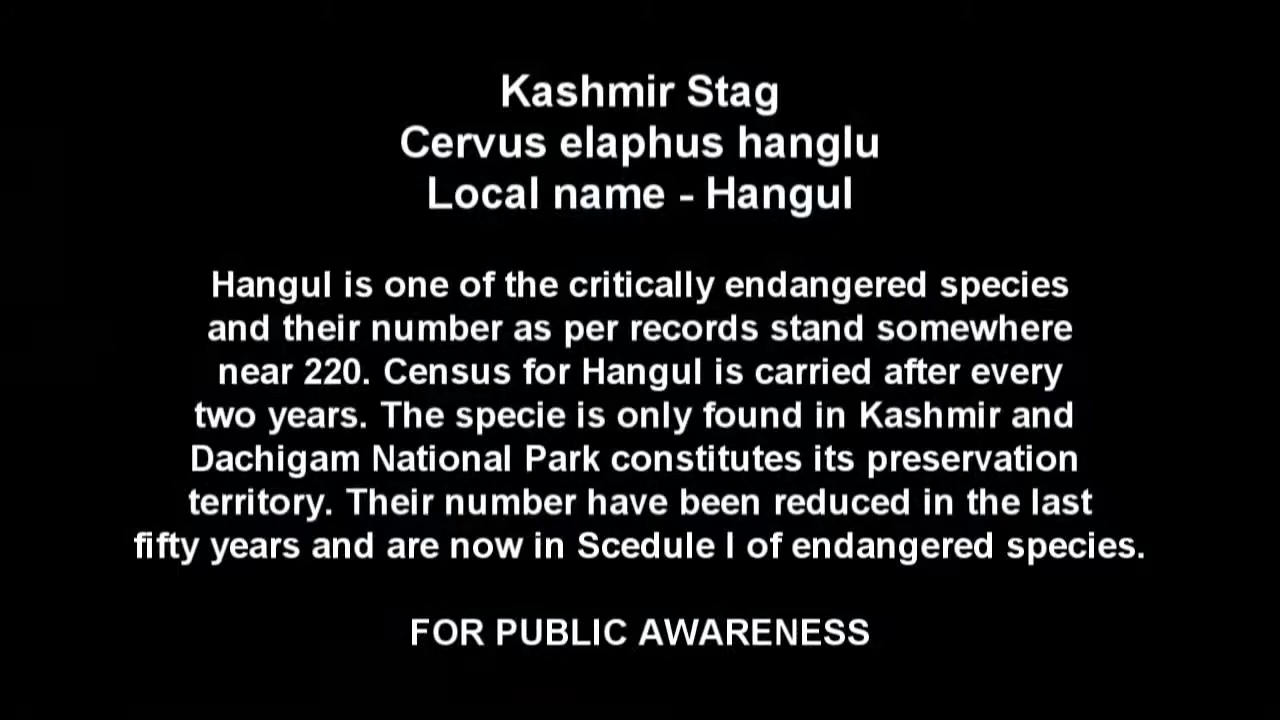 Kashmir Stag
Cervus elaphus hanglu
Local name - Hangul
Hangul is one of the critically endangered species
and their number as per records stand somewhere
near 220. Census for Hangul is carried after every
two years. The specie is only found in Kashmir and
Dachigam National Park constitutes its preservation
territory. Their number have been reduced in the last
fifty years and are now in Scedule I of endangered species.
FOR PUBLIC AWARENESS